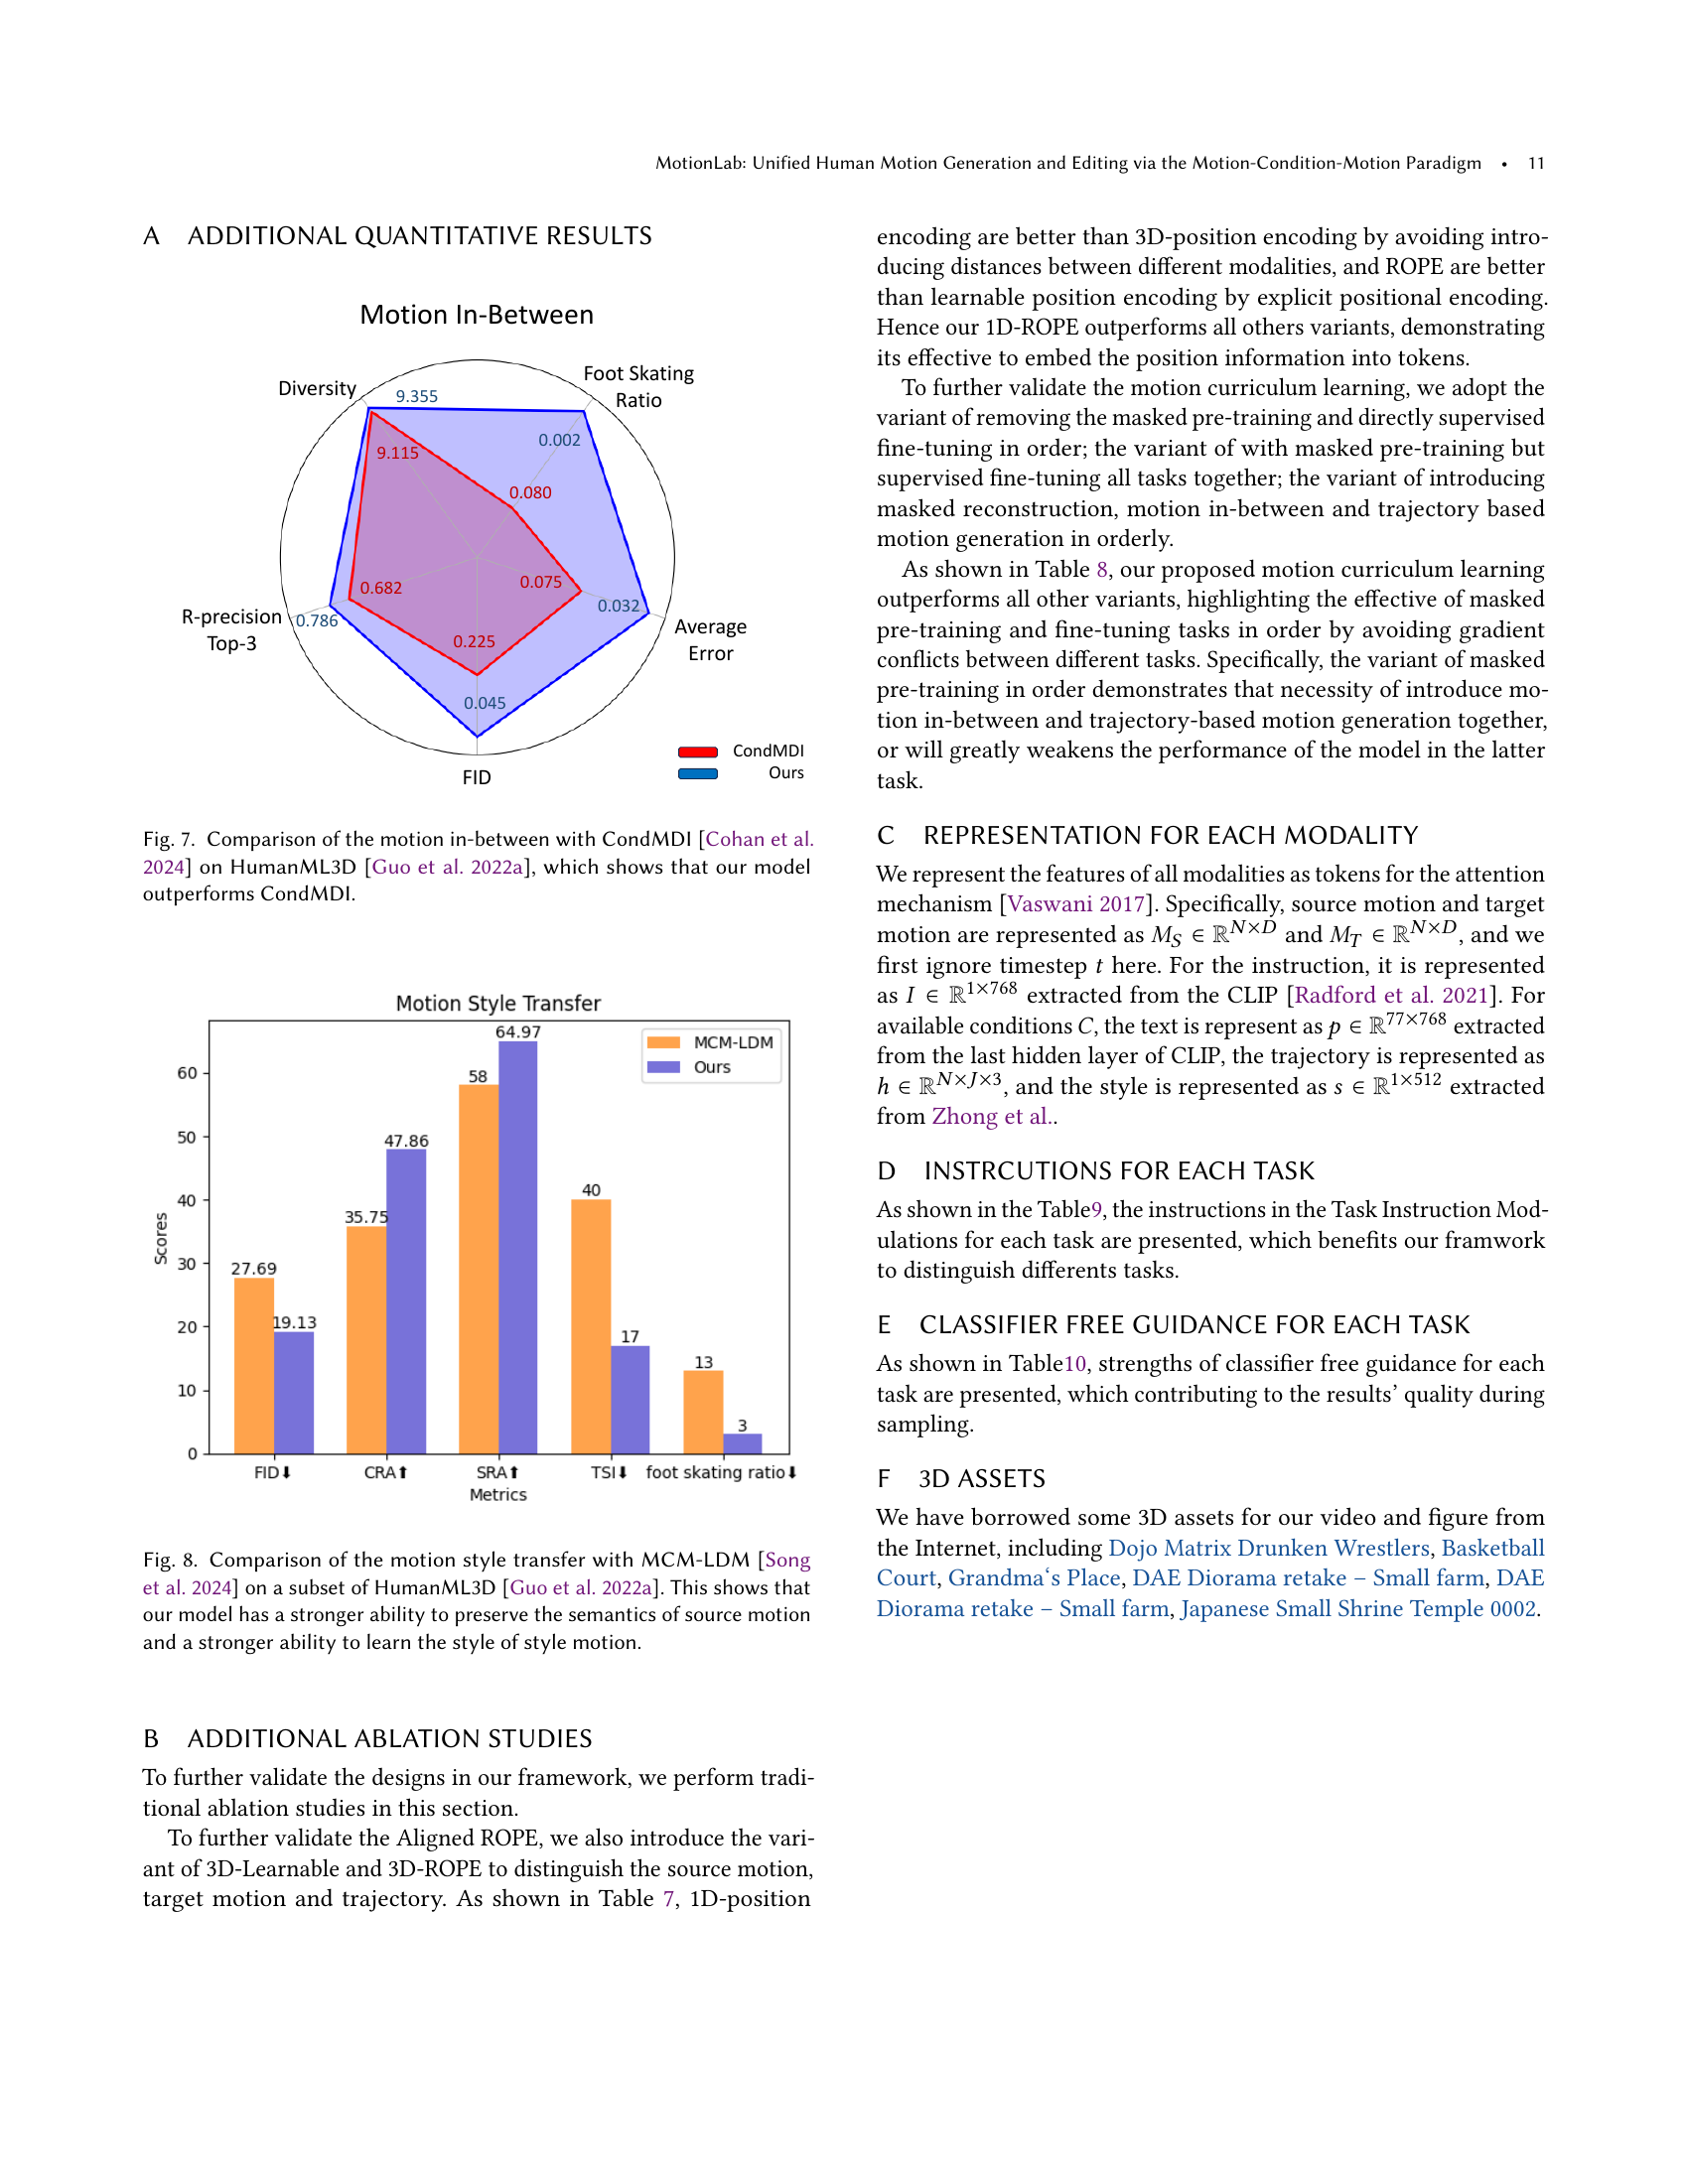 MotionLab: Unified Human Motion Generation and Editing via the Motion-Condition-Motion Paradigm • 11
A ADDITIONAL QUANTITATIVE RESULTS
Motion In-Between
Diversity
9.355
Foot Skating
Ratio
0.002
9.115
0.080
0.682
0.075
0.032
R-precision
Top-3
0.786
0.225
Average
Error
0.045
FID
CondMDI
Ours
Fig. 7. Comparison of the motion in-between with CondMDI [Cohan et al.
2024] on HumanML3D [Guo et al. 2022a], which shows that our model
outperforms CondMDI.
Motion Style Transfer
MCM-LDM
Ours
Scores
60
50
40
30
20
10
0
27.69
19.13
35.75
47.86
58
64.97
40
17
13
3
FID⬇
CRA⬆
SRA⬆
TSI⬇
foot skating ratio⬇
Metrics
Fig. 8. Comparison of the motion style transfer with MCM-LDM [Song
et al. 2024] on a subset of HumanML3D [Guo et al. 2022a]. This shows that
our model has a stronger ability to preserve the semantics of source motion
and a stronger ability to learn the style of style motion.
B ADDITIONAL ABLATION STUDIES
To further validate the designs in our framework, we perform tradi-
tional ablation studies in this section.
To further validate the Aligned ROPE, we also introduce the vari-
ant of 3D-Learnable and 3D-ROPE to distinguish the source motion,
target motion and trajectory. As shown in Table 7, 1D-position
encoding are better than 3D-position encoding by avoiding intro-
ducing distances between different modalities, and ROPE are better
than learnable position encoding by explicit positional encoding.
Hence our 1D-ROPE outperforms all others variants, demonstrating
its effective to embed the position information into tokens.
To further validate the motion curriculum learning, we adopt the
variant of removing the masked pre-training and directly supervised
fine-tuning in order; the variant of with masked pre-training but
supervised fine-tuning all tasks together; the variant of introducing
masked reconstruction, motion in-between and trajectory based
motion generation in orderly.
As shown in Table 8, our proposed motion curriculum learning
outperforms all other variants, highlighting the effective of masked
pre-training and fine-tuning tasks in order by avoiding gradient
conflicts between different tasks. Specifically, the variant of masked
pre-training in order demonstrates that necessity of introduce mo-
tion in-between and trajectory-based motion generation together,
or will greatly weakens the performance of the model in the latter
task.
C REPRESENTATION FOR EACH MODALITY
We represent the features of all modalities as tokens for the attention
mechanism [Vaswani 2017]. Specifically, source motion and target
motion are represented as M_S ∈ ℝ^{N×D} and M_T ∈ ℝ^{N×D}, and we
first ignore timestep t here. For the instruction, it is represented
as I ∈ ℝ^{1×768} extracted from the CLIP [Radford et al. 2021]. For
available conditions C, the text is represent as p ∈ ℝ^{77×768} extracted
from the last hidden layer of CLIP, the trajectory is represented as
h ∈ ℝ^{N×J×3}, and the style is represented as s ∈ ℝ^{1×512} extracted
from Zhong et al..
D INSTRCUTIONS FOR EACH TASK
As shown in the Table9, the instructions in the Task Instruction Mod-
ulations for each task are presented, which benefits our framwork
to distinguish differents tasks.
E CLASSIFIER FREE GUIDANCE FOR EACH TASK
As shown in Table10, strengths of classifier free guidance for each
task are presented, which contributing to the results' quality during
sampling.
F 3D ASSETS
We have borrowed some 3D assets for our video and figure from
the Internet, including Dojo Matrix Drunken Wrestlers, Basketball
Court, Grandma‘s Place, DAE Diorama retake – Small farm, DAE
Diorama retake – Small farm, Japanese Small Shrine Temple 0002.